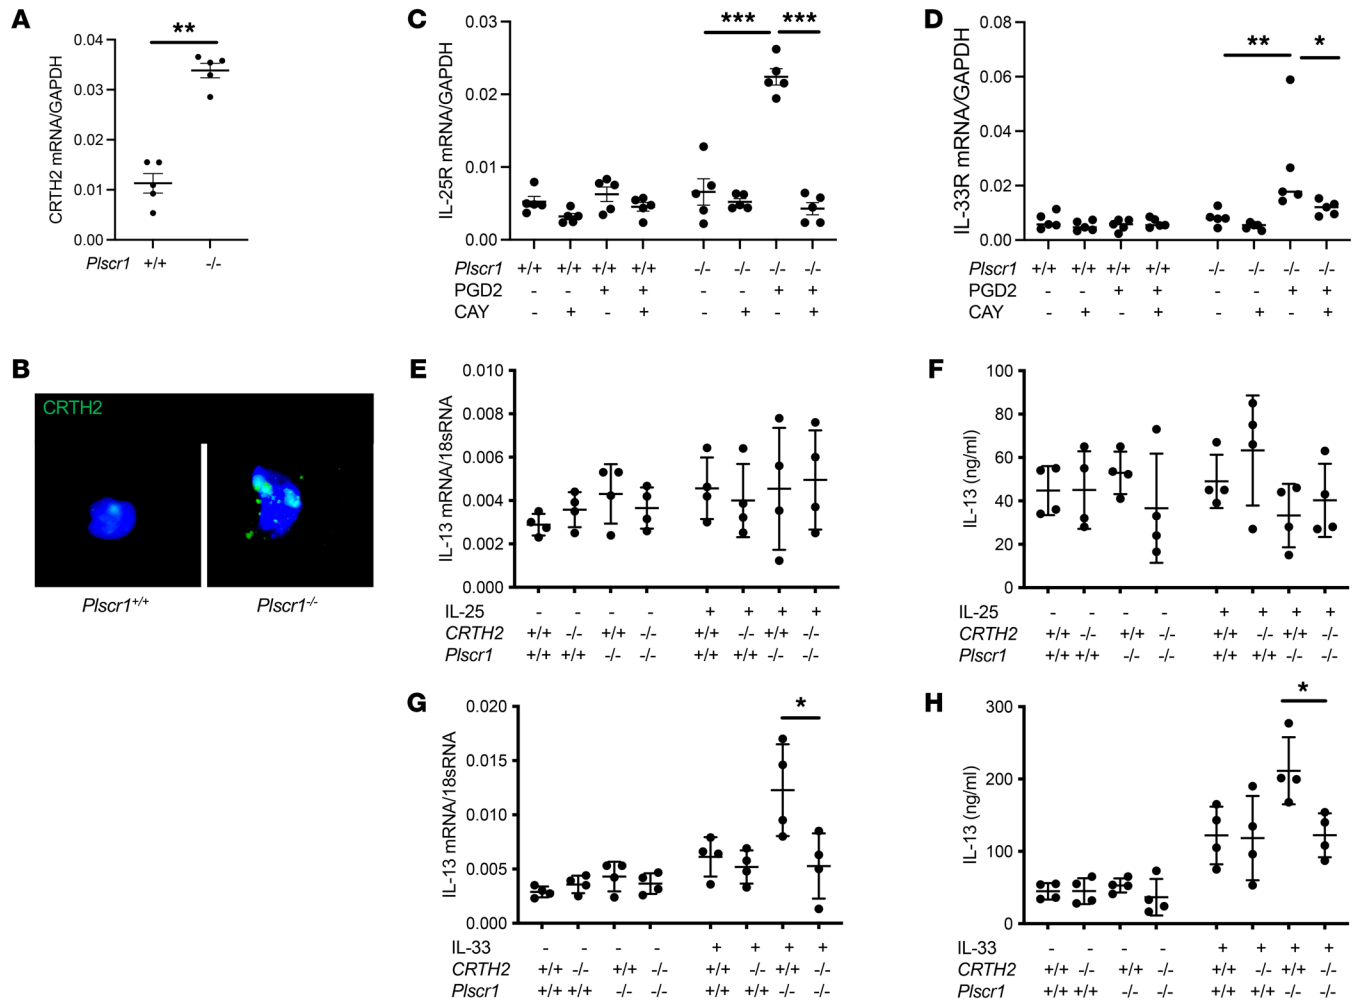 A
**
CRTH2 mRNA/GAPDH
0.04
0.03
0.02
0.01
0.00
Plscr1 +/+ -/-
C
*** ***
IL-25R mRNA/GAPDH
0.03
0.02
0.01
0.00
Plscr1 +/+ +/+ +/+ +/+ -/- -/- -/- -/-
PGD2 - - + + - - + +
CAY - + - + - + - +
D
** *
IL-33R mRNA/GAPDH
0.08
0.06
0.04
0.02
0.00
Plscr1 +/+ +/+ +/+ +/+ -/- -/- -/- -/-
PGD2 - - + + - - + +
CAY - + - + - + - +
B
CRTH2
Plscr1+/+ Plscr1-/-
E
IL-13 mRNA/18sRNA
0.010
0.008
0.006
0.004
0.002
0.000
IL-25 - - - - + + + +
CRTH2 +/+ -/- +/+ -/- +/+ -/- +/+ -/-
Plscr1 +/+ +/+ -/- -/- +/+ +/+ -/- -/-
F
IL-13 (ng/ml)
100
80
60
40
20
0
IL-25 - - - - + + + +
CRTH2 +/+ -/- +/+ -/- +/+ -/- +/+ -/-
Plscr1 +/+ +/+ -/- -/- +/+ +/+ -/- -/-
G
*
IL-13 mRNA/18sRNA
0.020
0.015
0.010
0.005
0.000
IL-33 - - - - + + + +
CRTH2 +/+ -/- +/+ -/- +/+ -/- +/+ -/-
Plscr1 +/+ +/+ -/- -/- +/+ +/+ -/- -/-
H
*
IL-13 (ng/ml)
300
200
100
0
IL-33 - - - - + + + +
CRTH2 +/+ -/- +/+ -/- +/+ -/- +/+ -/-
Plscr1 +/+ +/+ -/- -/- +/+ +/+ -/- -/-